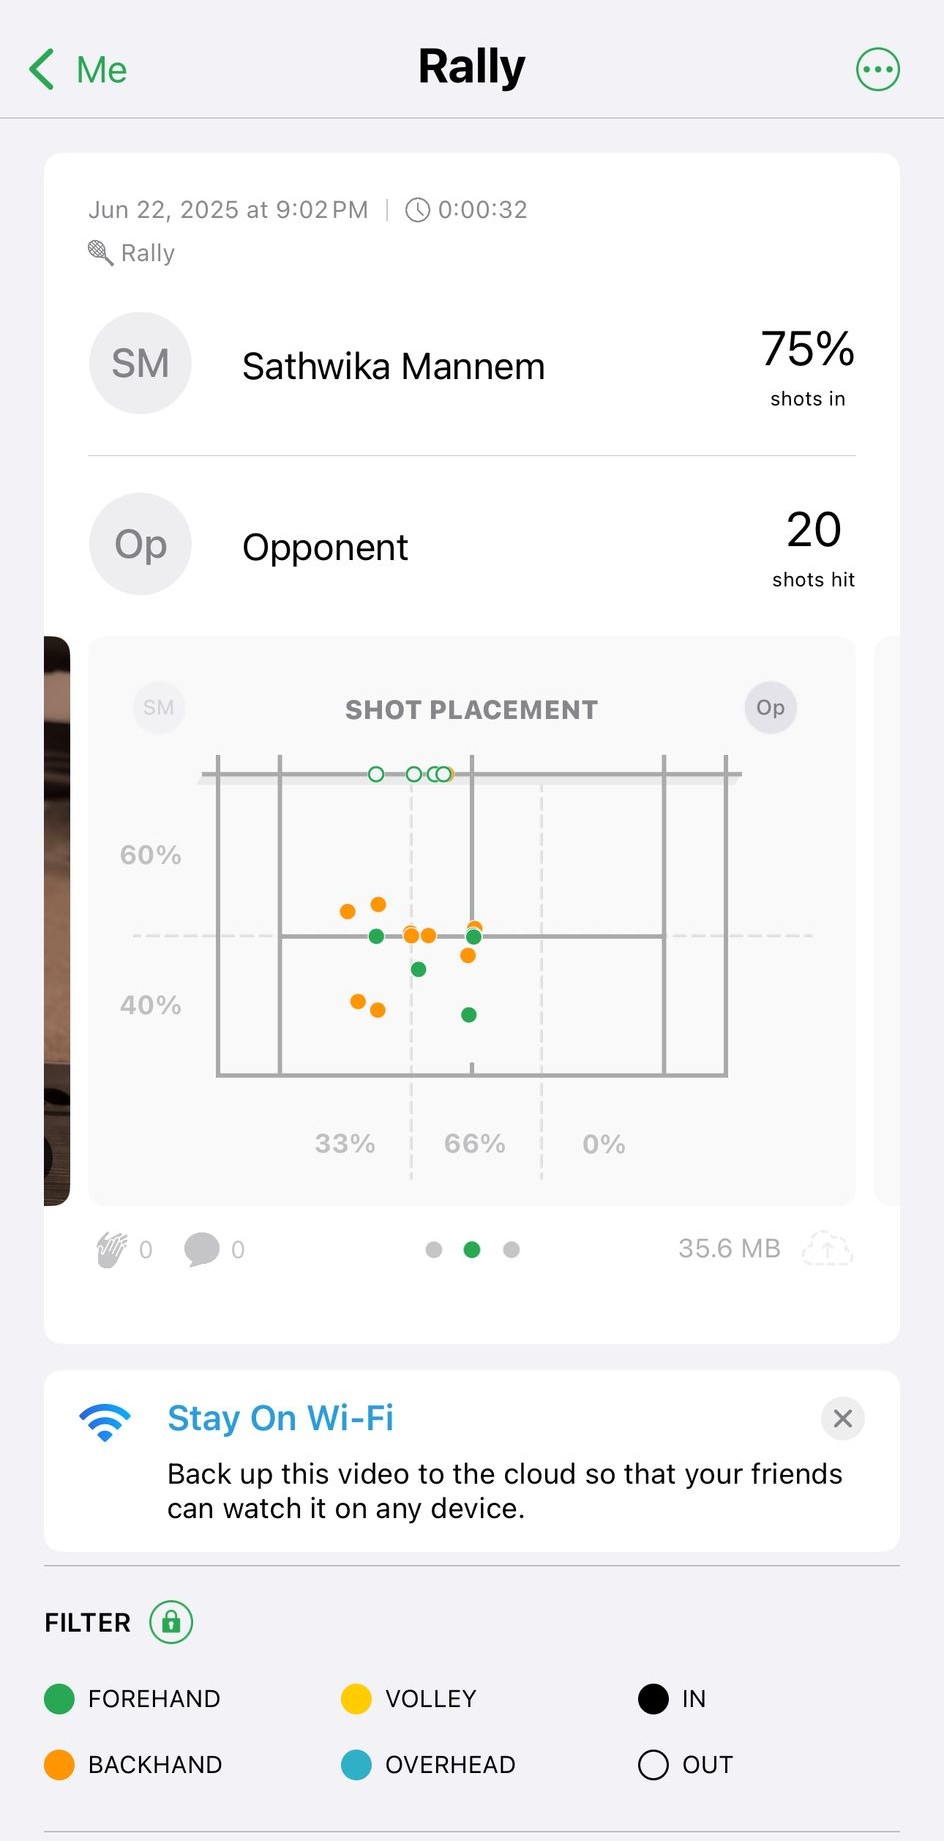 Me
Rally
Jun 22, 2025 at 9:02 PM | 0:00:32
Rally
SM
Sathwika Mannem
75%
shots in
Op
Opponent
20
shots hit
SM
SHOT PLACEMENT
Op
60%
40%
33% 66% 0%
0 0 35.6 MB
Stay On Wi-Fi
Back up this video to the cloud so that your friends
can watch it on any device.
FILTER
FOREHAND VOLLEY IN
BACKHAND OVERHEAD OUT